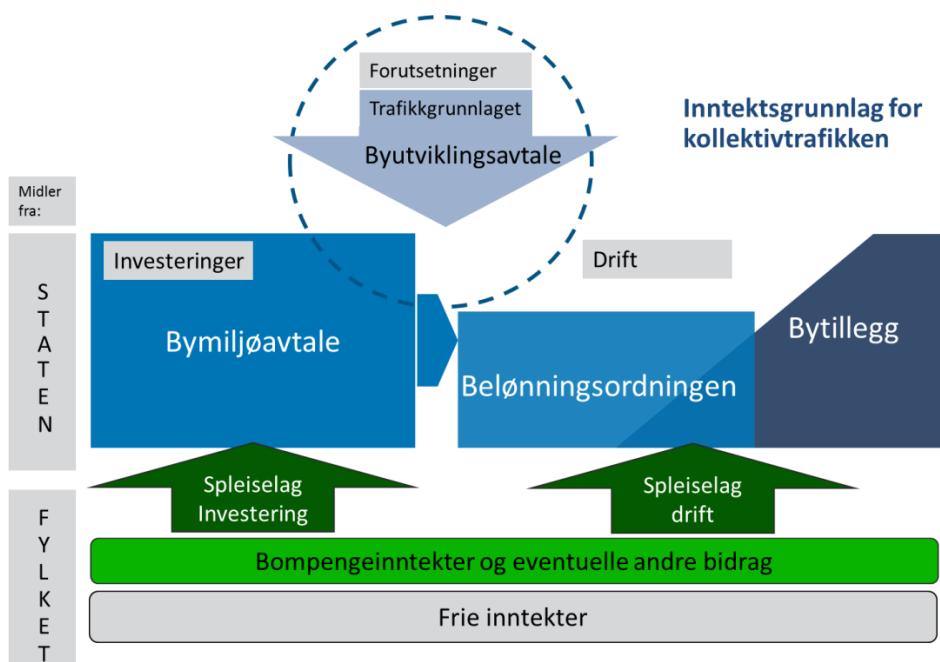 Forutsetninger
Trafikkgrunnlaget
Byutviklingsavtale
Inntektsgrunnlag for
kollektivtrafikken
Midler
fra:
STATEN
Investeringer
Drift
Bymiljøavtale
Belønningsordningen
Bytillegg
Spleiselag
Investering
Spleiselag
drift
FYLKET
Bompengeinntekter og eventuelle andre bidrag
Frie inntekter